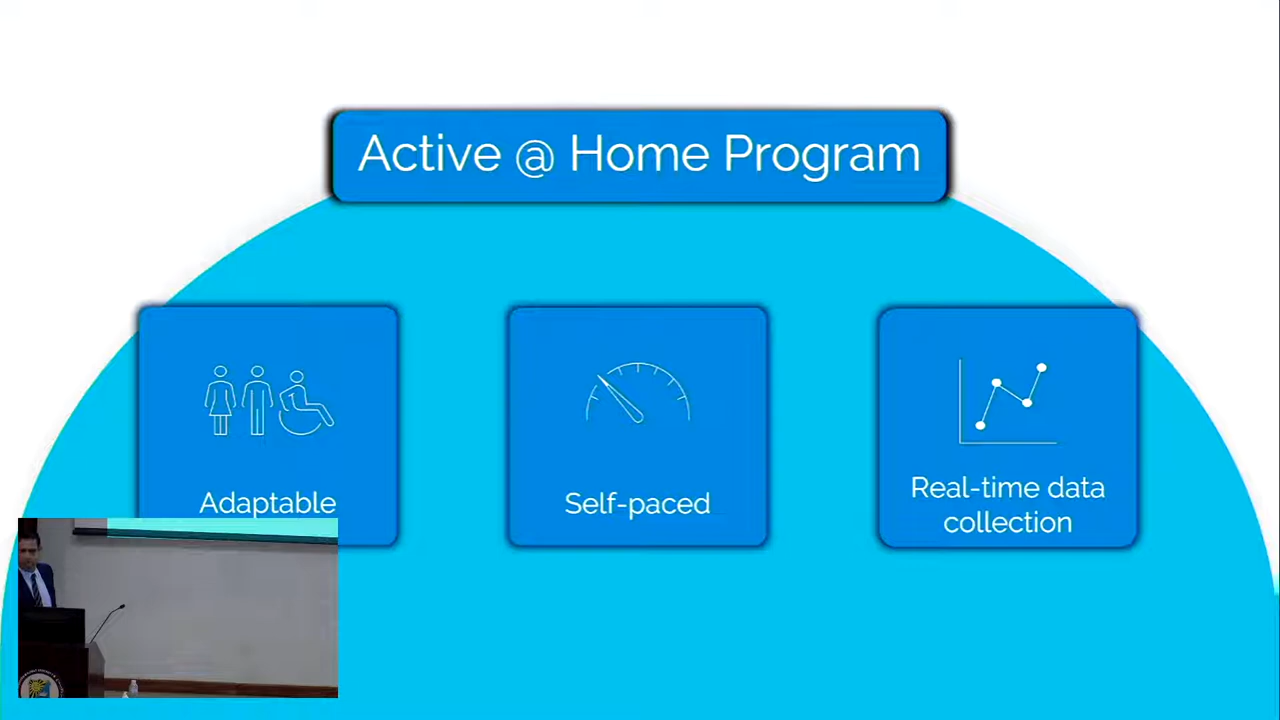 Active @ Home Program
Adaptable
Self-paced
Real-time data
collection